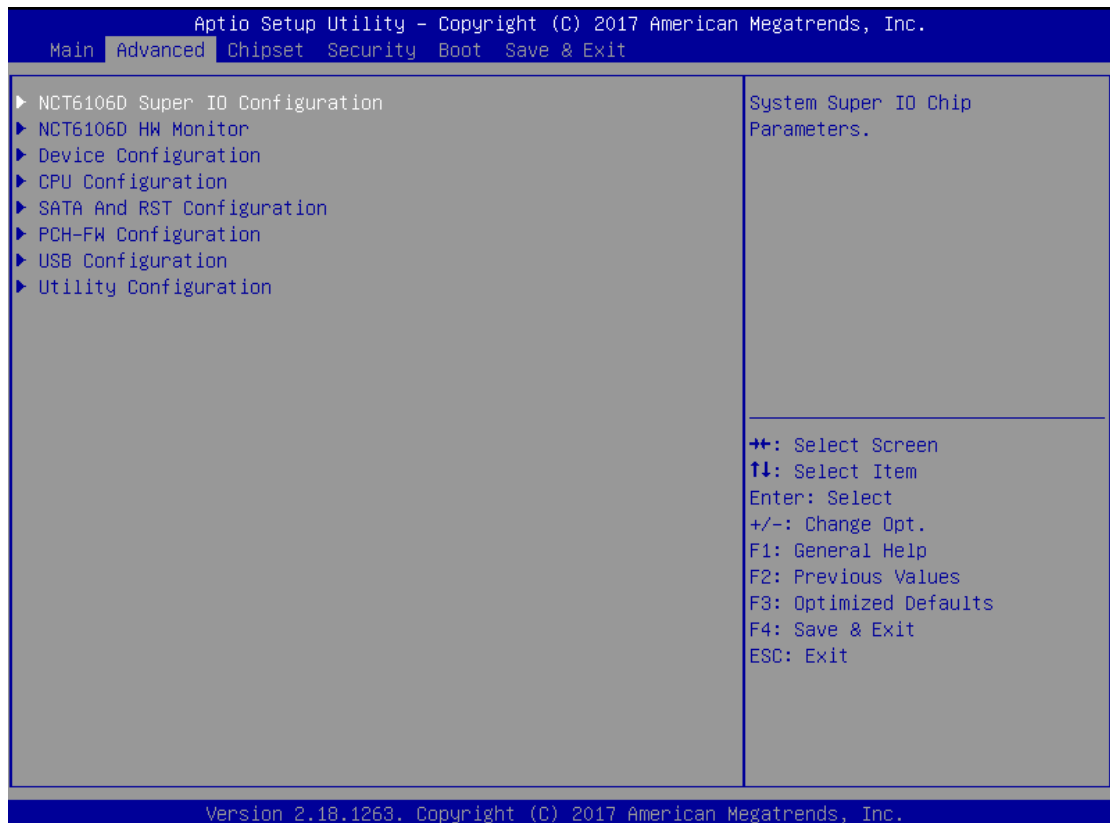 Aptio Setup Utility – Copyright (C) 2017 American Megatrends, Inc.
Main Advanced Chipset Security Boot Save & Exit
▶ NCT6106D Super IO Configuration
▶ NCT6106D HW Monitor
▶ Device Configuration
▶ CPU Configuration
▶ SATA And RST Configuration
▶ PCH-FW Configuration
▶ USB Configuration
▶ Utility Configuration
System Super IO Chip
Parameters.
→←: Select Screen
↑↓: Select Item
Enter: Select
+/-: Change Opt.
F1: General Help
F2: Previous Values
F3: Optimized Defaults
F4: Save & Exit
ESC: Exit
Version 2.18.1263. Copyright (C) 2017 American Megatrends, Inc.